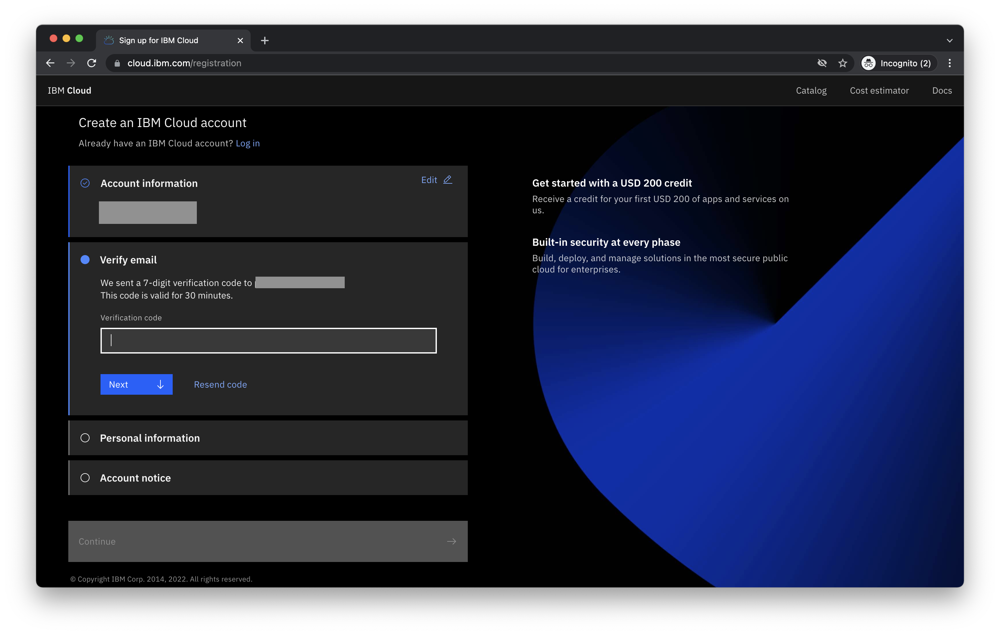 Sign up for IBM Cloud
cloud.ibm.com/registration
Incognito (2)
IBM Cloud
Catalog
Cost estimator
Docs
Create an IBM Cloud account
Already have an IBM Cloud account? Log in
Account information
Edit
Verify email
We sent a 7-digit verification code to
This code is valid for 30 minutes.
Verification code
Next
Resend code
Personal information
Account notice
Continue
© Copyright IBM Corp. 2014, 2022. All rights reserved.
Get started with a USD 200 credit
Receive a credit for your first USD 200 of apps and services on
us.
Built-in security at every phase
Build, deploy, and manage solutions in the most secure public
cloud for enterprises.